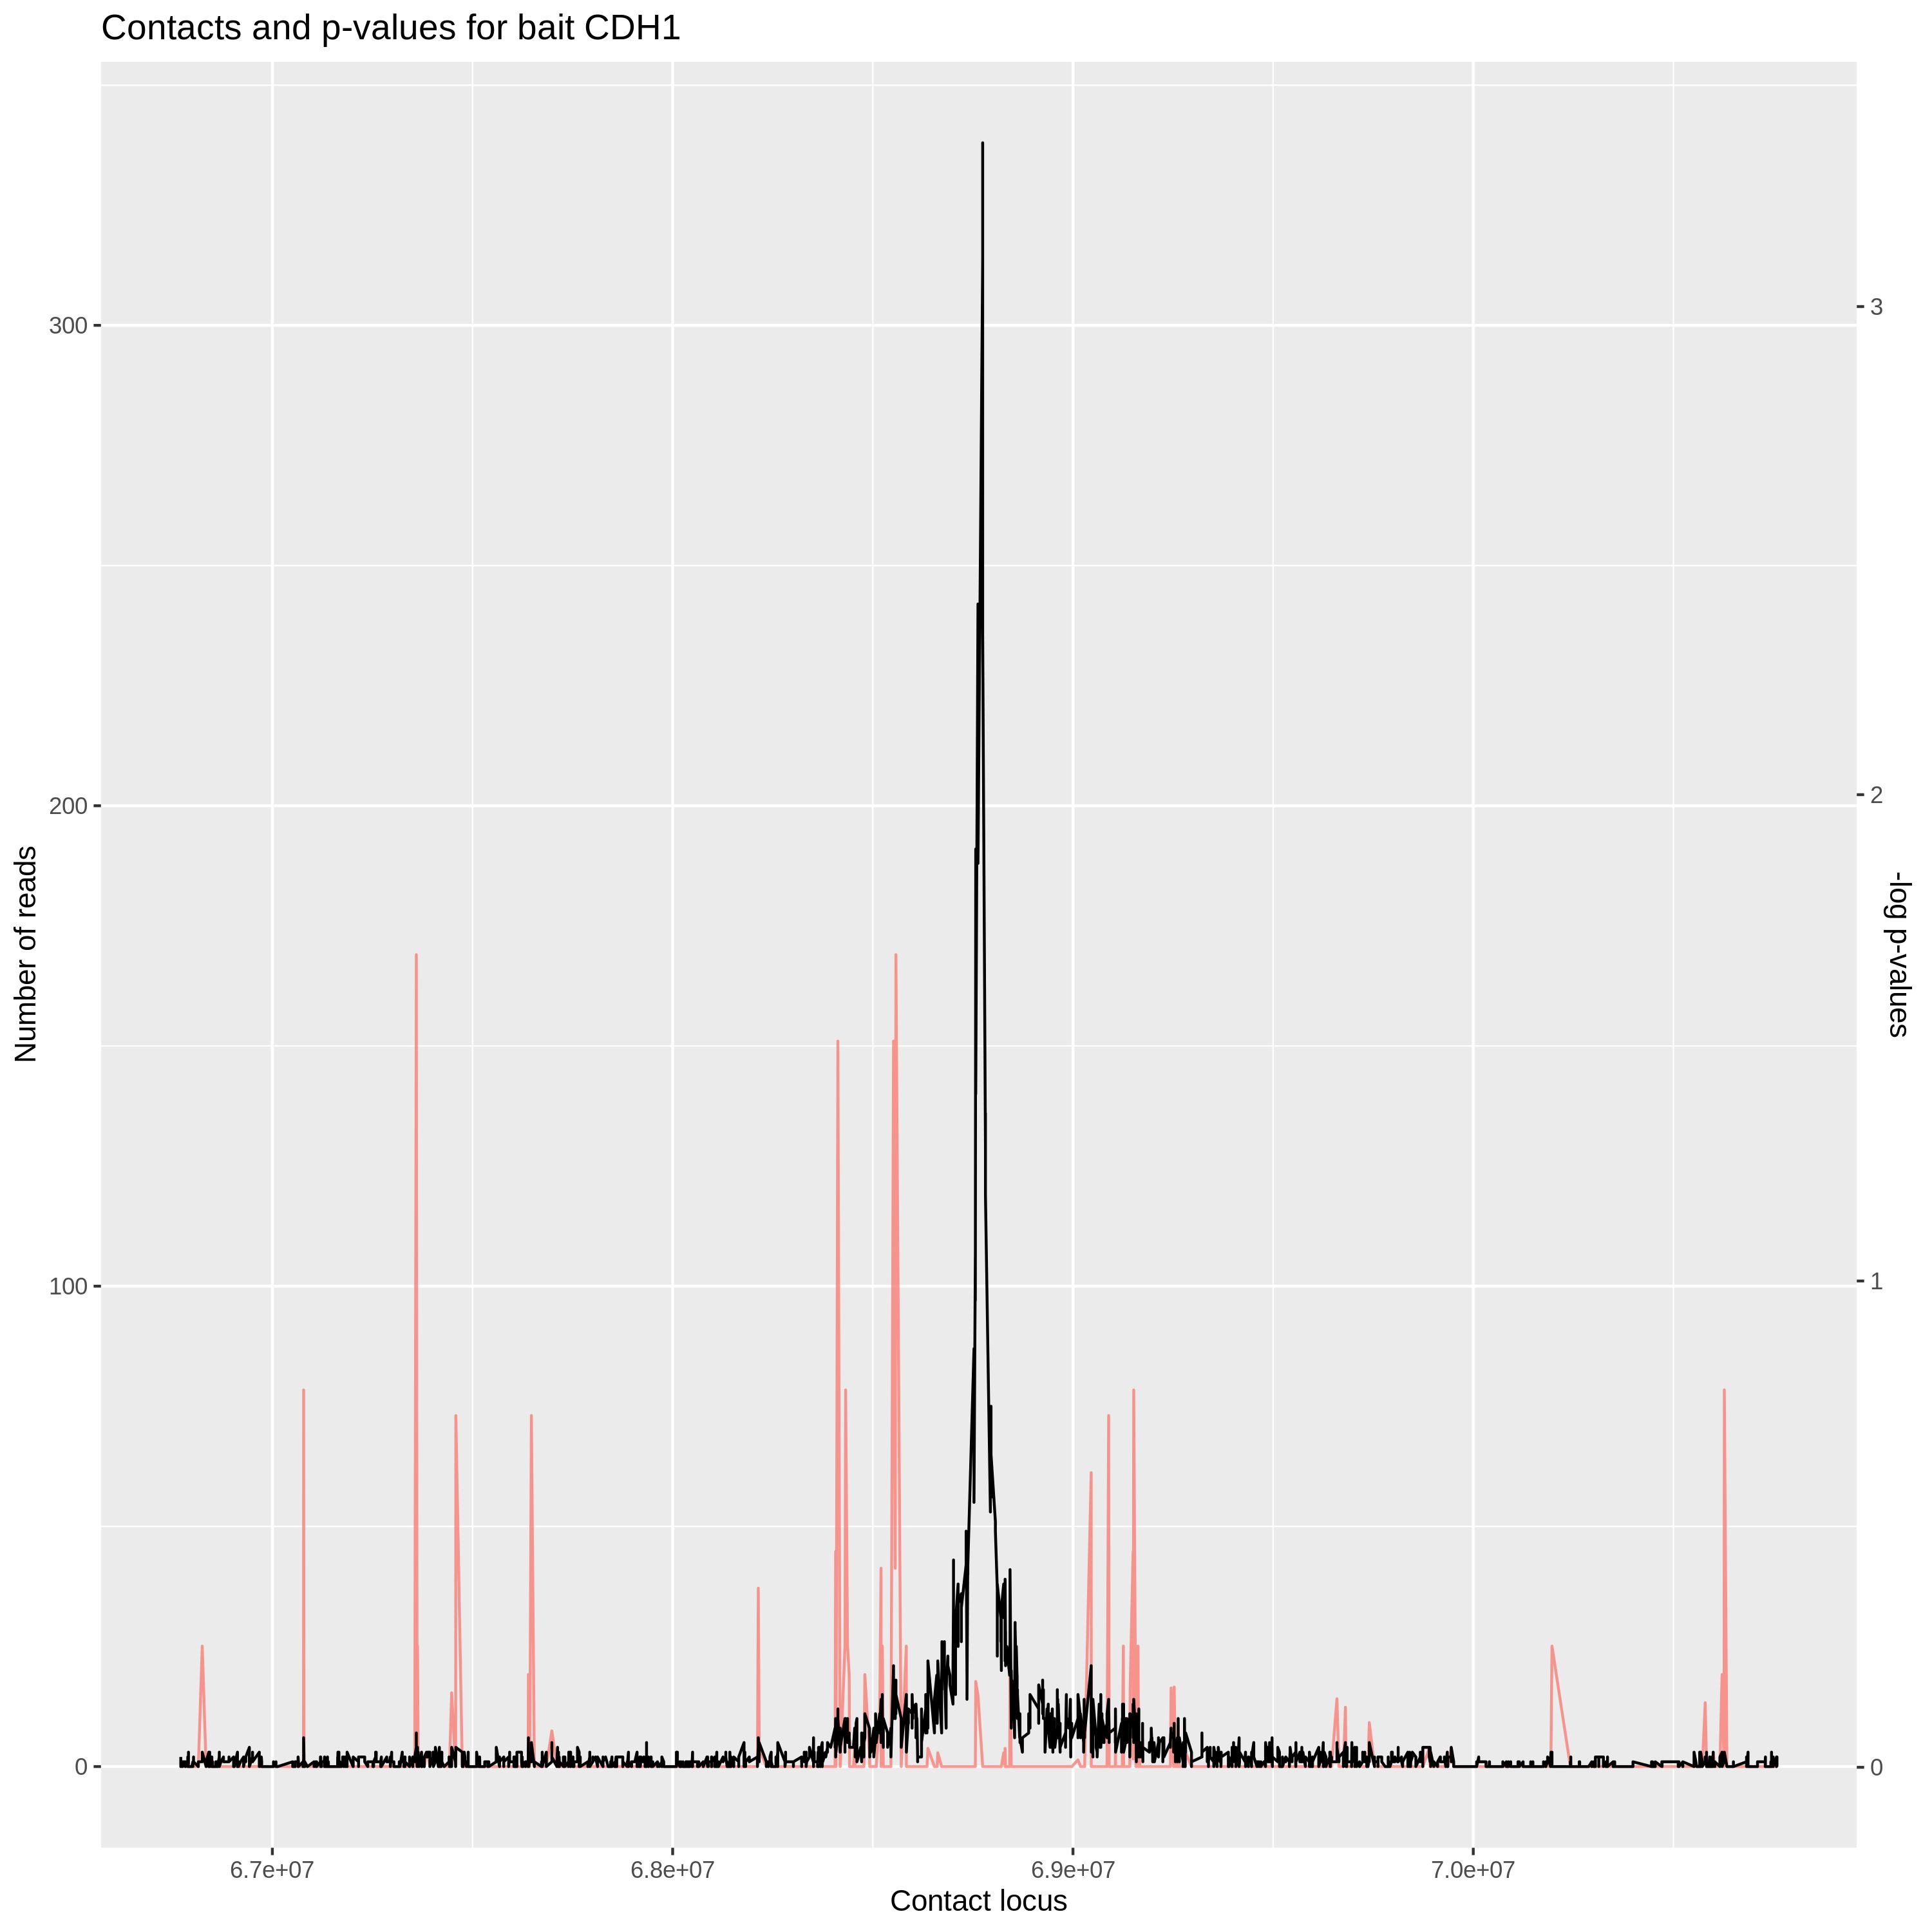 Contacts and p-values for bait CDH1
300
200
100
0
Number of reads
3
2
1
0
-log p-values
6.7e+07 6.8e+07 6.9e+07 7.0e+07
Contact locus